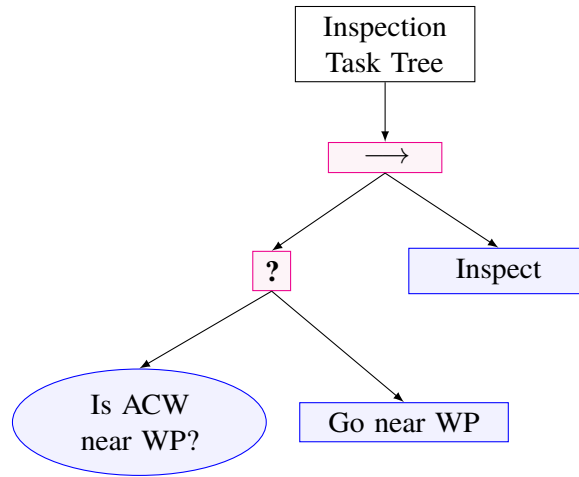 Inspection
Task Tree
⟶
?
Inspect
Is ACW
near WP?
Go near WP